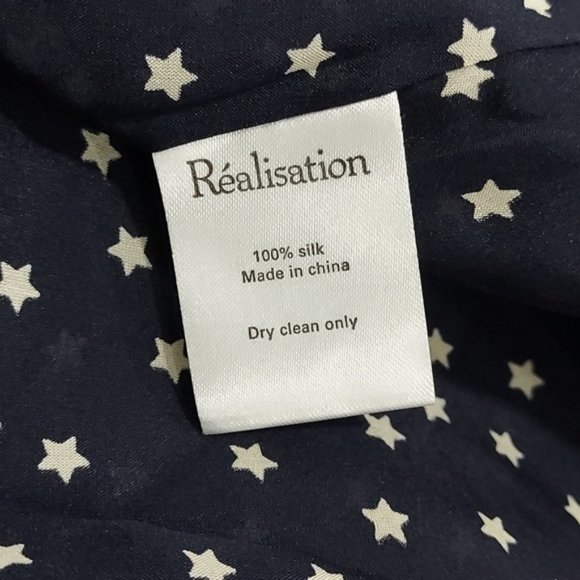 Réalisation
100% silk
Made in china
Dry clean only